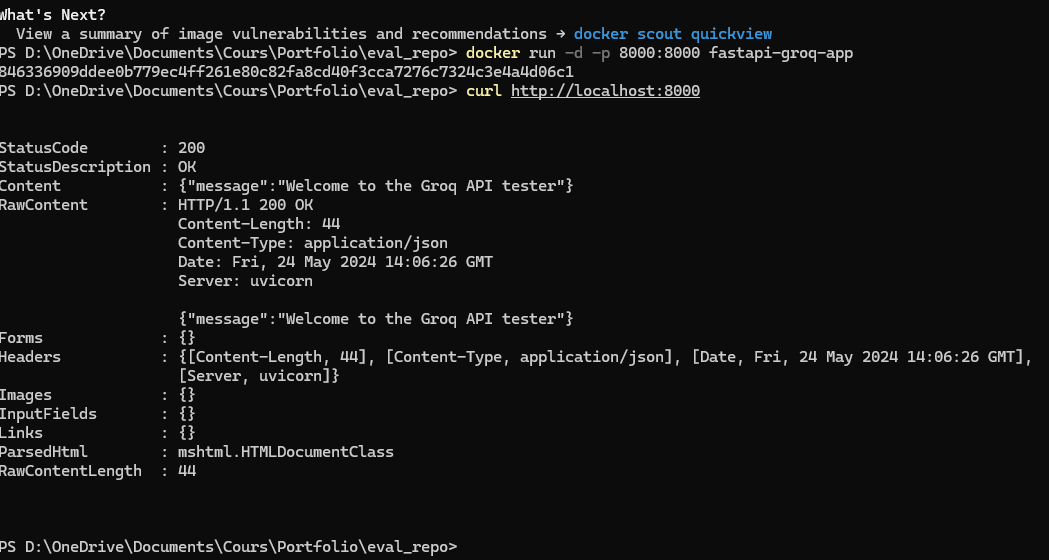 What's Next?
  View a summary of image vulnerabilities and recommendations → docker scout quickview
PS D:\OneDrive\Documents\Cours\Portfolio\eval_repo> docker run -d -p 8000:8000 fastapi-groq-app
846336909ddee0b779ec4ff261e80c82fa8cd40f3cca7276c7324c3e4a4d06c1
PS D:\OneDrive\Documents\Cours\Portfolio\eval_repo> curl http://localhost:8000
StatusCode        : 200
StatusDescription : OK
Content           : {"message":"Welcome to the Groq API tester"}
RawContent        : HTTP/1.1 200 OK
                    Content-Length: 44
                    Content-Type: application/json
                    Date: Fri, 24 May 2024 14:06:26 GMT
                    Server: uvicorn
                    {"message":"Welcome to the Groq API tester"}
Forms             : {}
Headers           : {[Content-Length, 44], [Content-Type, application/json], [Date, Fri, 24 May 2024 14:06:26 GMT],
                    [Server, uvicorn]}
Images            : {}
InputFields       : {}
Links             : {}
ParsedHtml        : mshtml.HTMLDocumentClass
RawContentLength  : 44
PS D:\OneDrive\Documents\Cours\Portfolio\eval_repo>